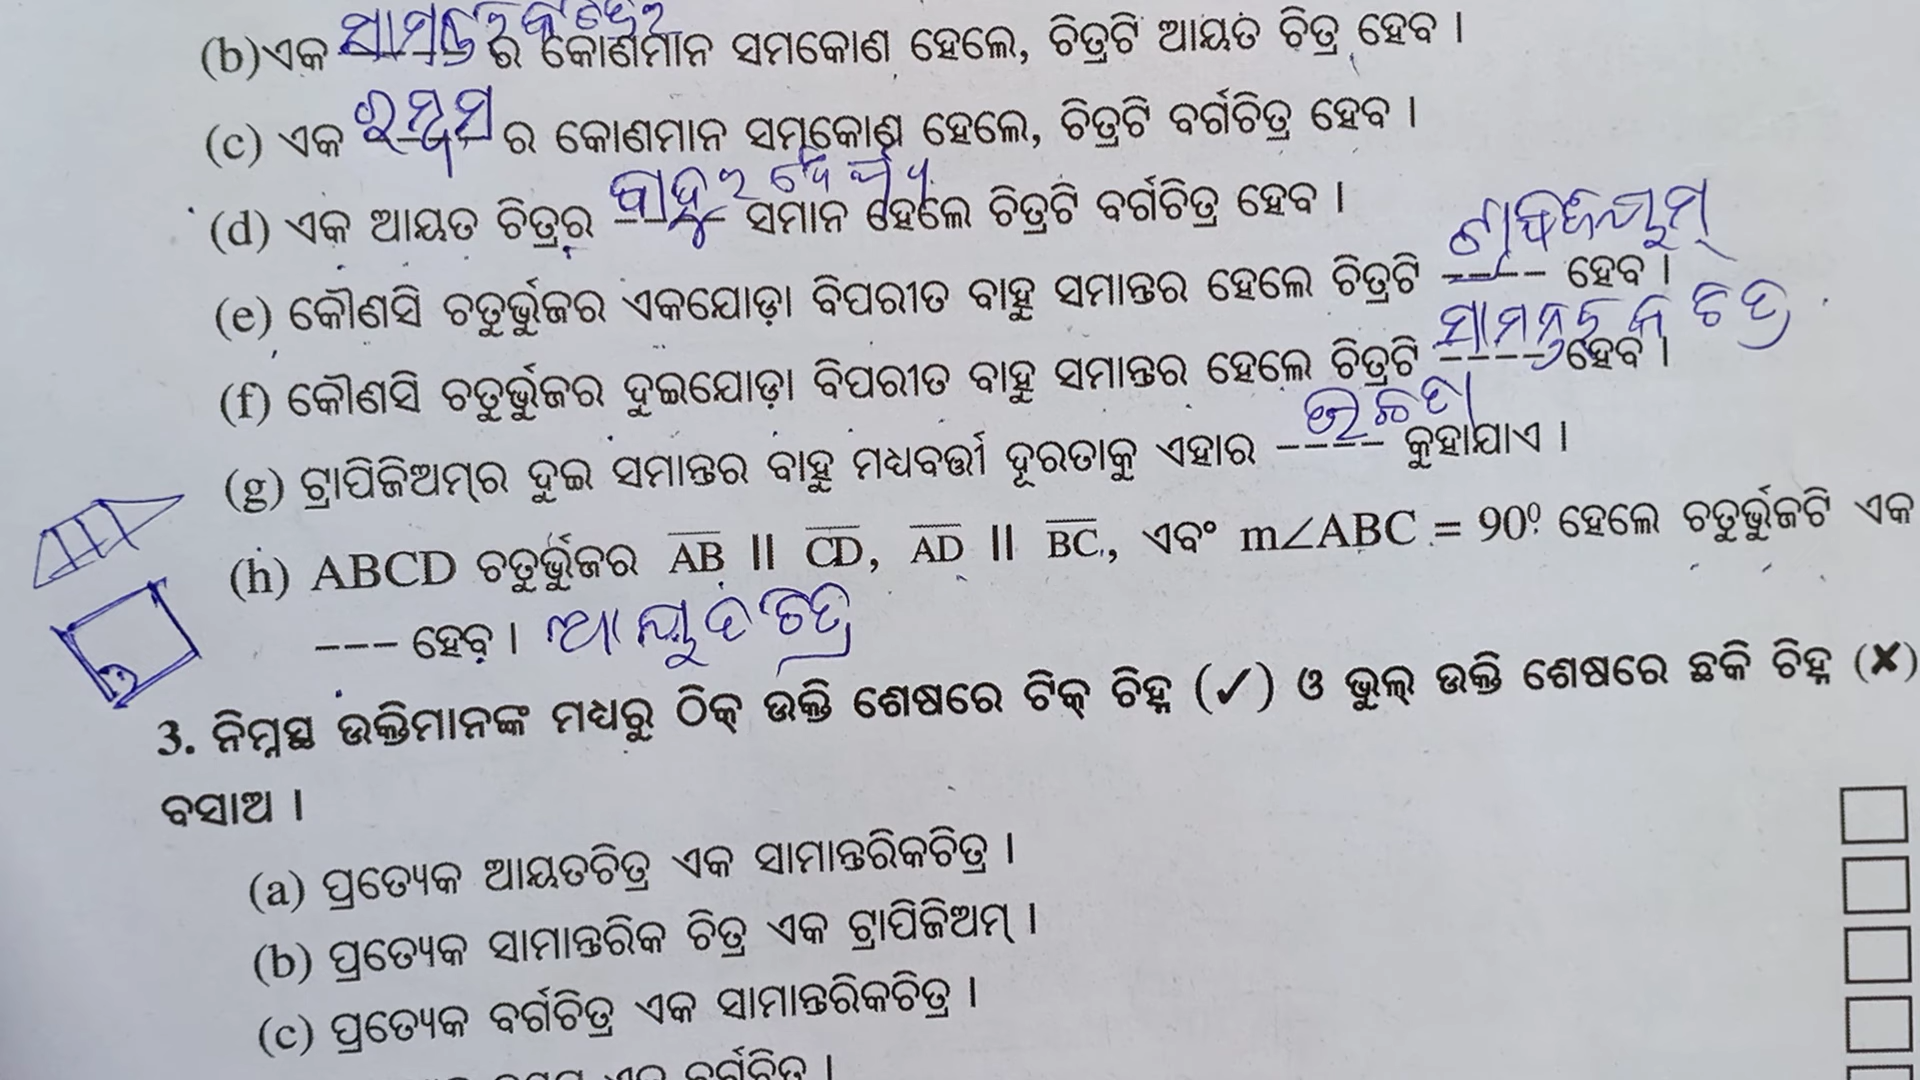 (b)ଏକ ସାମନ୍ତରିକ ଚିତ୍ର ର କୋଣମାନ ସମକୋଣ ହେଲେ, ଚିତ୍ରଟି ଆୟତ ଚିତ୍ର ହେବ ।
(c) ଏକ ରମ୍ବସ ର କୋଣମାନ ସମକୋଣ ହେଲେ, ଚିତ୍ରଟି ବର୍ଗଚିତ୍ର ହେବ ।
(d) ଏକ ଆୟତ ଚିତ୍ରର ବାହୁର ଦୈର୍ଘ୍ୟ ସମାନ ହେଲେ ଚିତ୍ରଟି ବର୍ଗଚିତ୍ର ହେବ ।
(e) କୌଣସି ଚତୁର୍ଭୁଜର ଏକଯୋଡ଼ା ବିପରୀତ ବାହୁ ସମାନ୍ତର ହେଲେ ଚିତ୍ରଟି ---- ହେବ ।
(f) କୌଣସି ଚତୁର୍ଭୁଜର ଦୁଇଯୋଡ଼ା ବିପରୀତ ବାହୁ ସମାନ୍ତର ହେଲେ ଚିତ୍ରଟି ସାମନ୍ତରିକ ଚିତ୍ର ହେବ ।
(g) ଟ୍ରାପିଜିଅମ୍‌ର ଦୁଇ ସମାନ୍ତର ବାହୁ ମଧ୍ୟବର୍ତ୍ତୀ ଦୂରତାକୁ ଏହାର ଉଚ୍ଚତା କୁହାଯାଏ ।
(h) ABCD ଚତୁର୍ଭୁଜର AB || CD, AD || BC, ଏବଂ m∠ABC = 90⁰ ହେଲେ ଚତୁର୍ଭୁଜଟି ଏକ
--- ହେବ । ଆୟତଚିତ୍ର
3. ନିମ୍ନସ୍ଥ ଉକ୍ତିମାନଙ୍କ ମଧ୍ୟରୁ ଠିକ୍ ଉକ୍ତି ଶେଷରେ ଟିକ୍ ଚିହ୍ନ (✓) ଓ ଭୁଲ୍ ଉକ୍ତି ଶେଷରେ ଛକି ଚିହ୍ନ (✘)
ବସାଅ ।
(a) ପ୍ରତ୍ୟେକ ଆୟତଚିତ୍ର ଏକ ସାମାନ୍ତରିକଚିତ୍ର ।
(b) ପ୍ରତ୍ୟେକ ସାମାନ୍ତରିକ ଚିତ୍ର ଏକ ଟ୍ରାପିଜିଅମ୍ ।
(c) ପ୍ରତ୍ୟେକ ବର୍ଗଚିତ୍ର ଏକ ସାମାନ୍ତରିକଚିତ୍ର ।